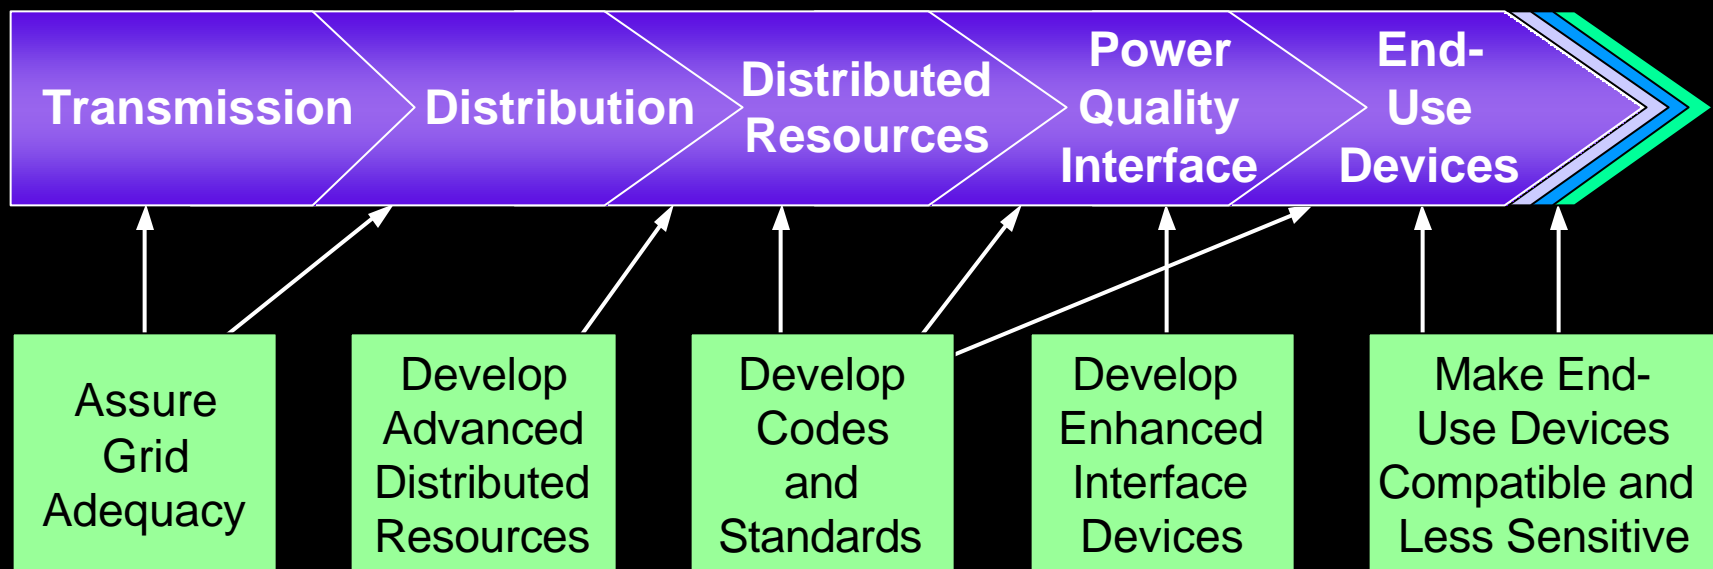 Transmission
Distribution
Distributed
Resources
Power
Quality
Interface
End-
Use
Devices
Assure
Grid
Adequacy
Develop
Advanced
Distributed
Resources
Develop
Codes
and
Standards
Develop
Enhanced
Interface
Devices
Make End-
Use Devices
Compatible and
Less Sensitive